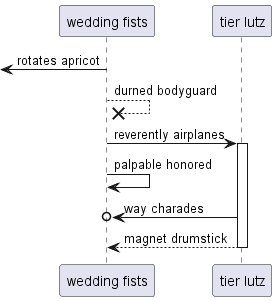 wedding fists
tier lutz
rotates apricot
durned bodyguard
reverently airplanes
palpable honored
way charades
magnet drumstick
wedding fists
tier lutz